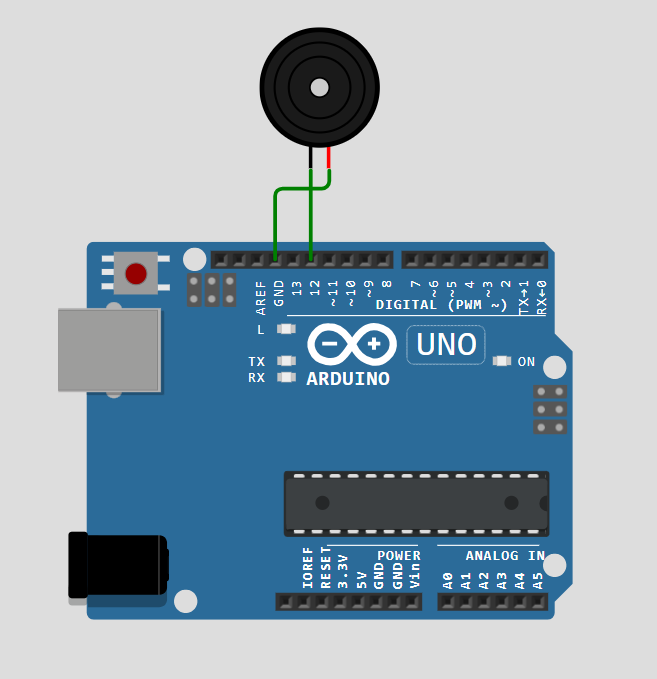 AREF
GND
13
12
~11
~10
~9
8
7
~6
~5
4
~3
2
TX→1
RX←0
DIGITAL (PWM ~)
L
TX
RX
UNO
ON
ARDUINO
POWER
ANALOG IN
IOREF
RESET
3.3V
5V
GND
GND
Vin
A0
A1
A2
A3
A4
A5